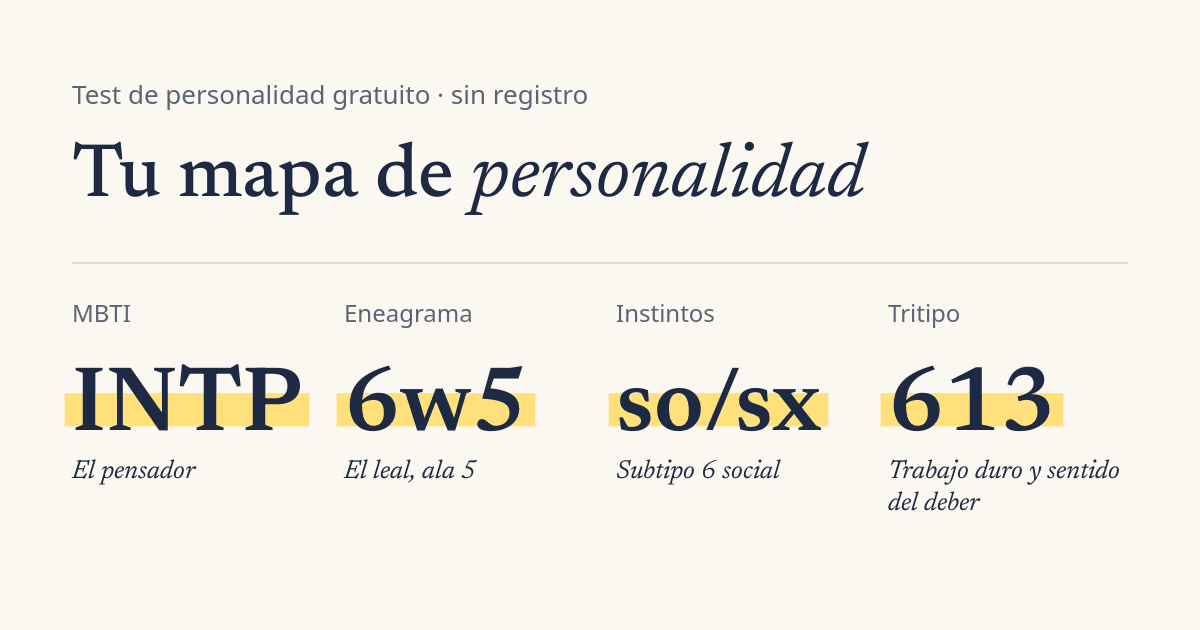 Test de personalidad gratuito · sin registro
Tu mapa de personalidad
MBTI
INTP
El pensador
Eneagrama
6w5
El leal, ala 5
Instintos
so/sx
Subtipo 6 social
Tritipo
613
Trabajo duro y sentido
del deber